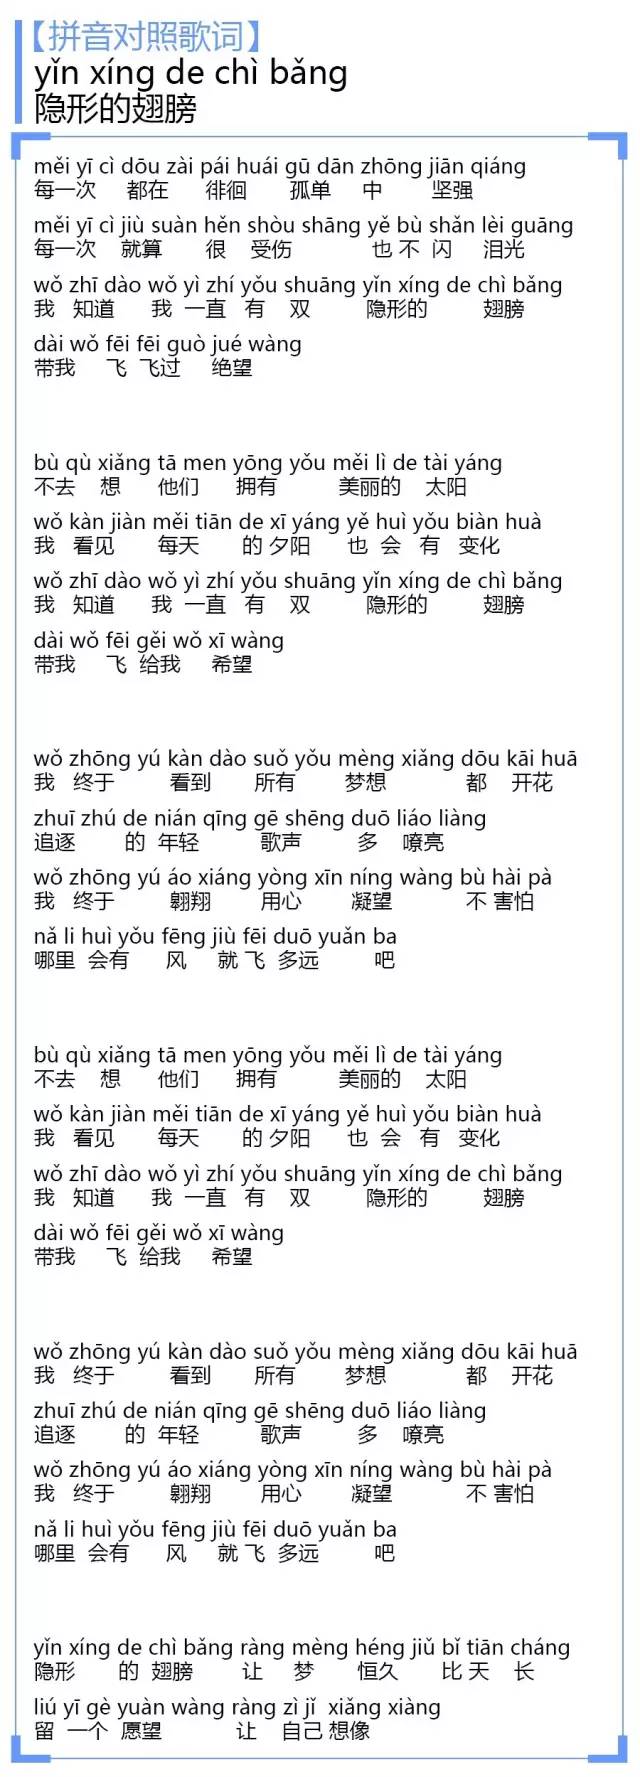 【拼音对照歌词】
yǐn xíng de chì bǎng
隐形的翅膀
měi yī cì dōu zài pái huái gū dān zhōng jiān qiáng
每一次 都在 徘徊 孤单 中 坚强
měi yī cì jiù suàn hěn shòu shāng yě bù shǎn lèi guāng
每一次 就算 很 受伤 也 不 闪 泪光
wǒ zhī dào wǒ yì zhí yǒu shuāng yǐn xíng de chì bǎng
我 知道 我 一直 有 双 隐形的 翅膀
dài wǒ fēi fēi guò jué wàng
带我 飞 飞过 绝望
bù qù xiǎng tā men yōng yǒu měi lì de tài yáng
不去 想 他们 拥有 美丽的 太阳
wǒ kàn jiàn měi tiān de xī yáng yě huì yǒu biàn huà
我 看见 每天 的 夕阳 也 会 有 变化
wǒ zhī dào wǒ yì zhí yǒu shuāng yǐn xíng de chì bǎng
我 知道 我 一直 有 双 隐形的 翅膀
dài wǒ fēi gěi wǒ xī wàng
带我 飞 给我 希望
wǒ zhōng yú kàn dào suǒ yǒu mèng xiǎng dōu kāi huā
我 终于 看到 所有 梦想 都 开花
zhuī zhú de nián qīng gē shēng duō liáo liàng
追逐 的 年轻 歌声 多 嘹亮
wǒ zhōng yú áo xiáng yòng xīn níng wàng bù hài pà
我 终于 翱翔 用心 凝望 不 害怕
nǎ li huì yǒu fēng jiù fēi duō yuǎn ba
哪里 会有 风 就 飞 多远 吧
bù qù xiǎng tā men yōng yǒu měi lì de tài yáng
不去 想 他们 拥有 美丽的 太阳
wǒ kàn jiàn měi tiān de xī yáng yě huì yǒu biàn huà
我 看见 每天 的 夕阳 也 会 有 变化
wǒ zhī dào wǒ yì zhí yǒu shuāng yǐn xíng de chì bǎng
我 知道 我 一直 有 双 隐形的 翅膀
dài wǒ fēi gěi wǒ xī wàng
带我 飞 给我 希望
wǒ zhōng yú kàn dào suǒ yǒu mèng xiǎng dōu kāi huā
我 终于 看到 所有 梦想 都 开花
zhuī zhú de nián qīng gē shēng duō liáo liàng
追逐 的 年轻 歌声 多 嘹亮
wǒ zhōng yú áo xiáng yòng xīn níng wàng bù hài pà
我 终于 翱翔 用心 凝望 不 害怕
nǎ li huì yǒu fēng jiù fēi duō yuǎn ba
哪里 会有 风 就 飞 多远 吧
yǐn xíng de chì bǎng ràng mèng héng jiǔ bǐ tiān cháng
隐形 的 翅膀 让 梦 恒久 比 天 长
liú yī gè yuàn wàng ràng zì jǐ xiǎng xiàng
留 一个 愿望 让 自己 想像